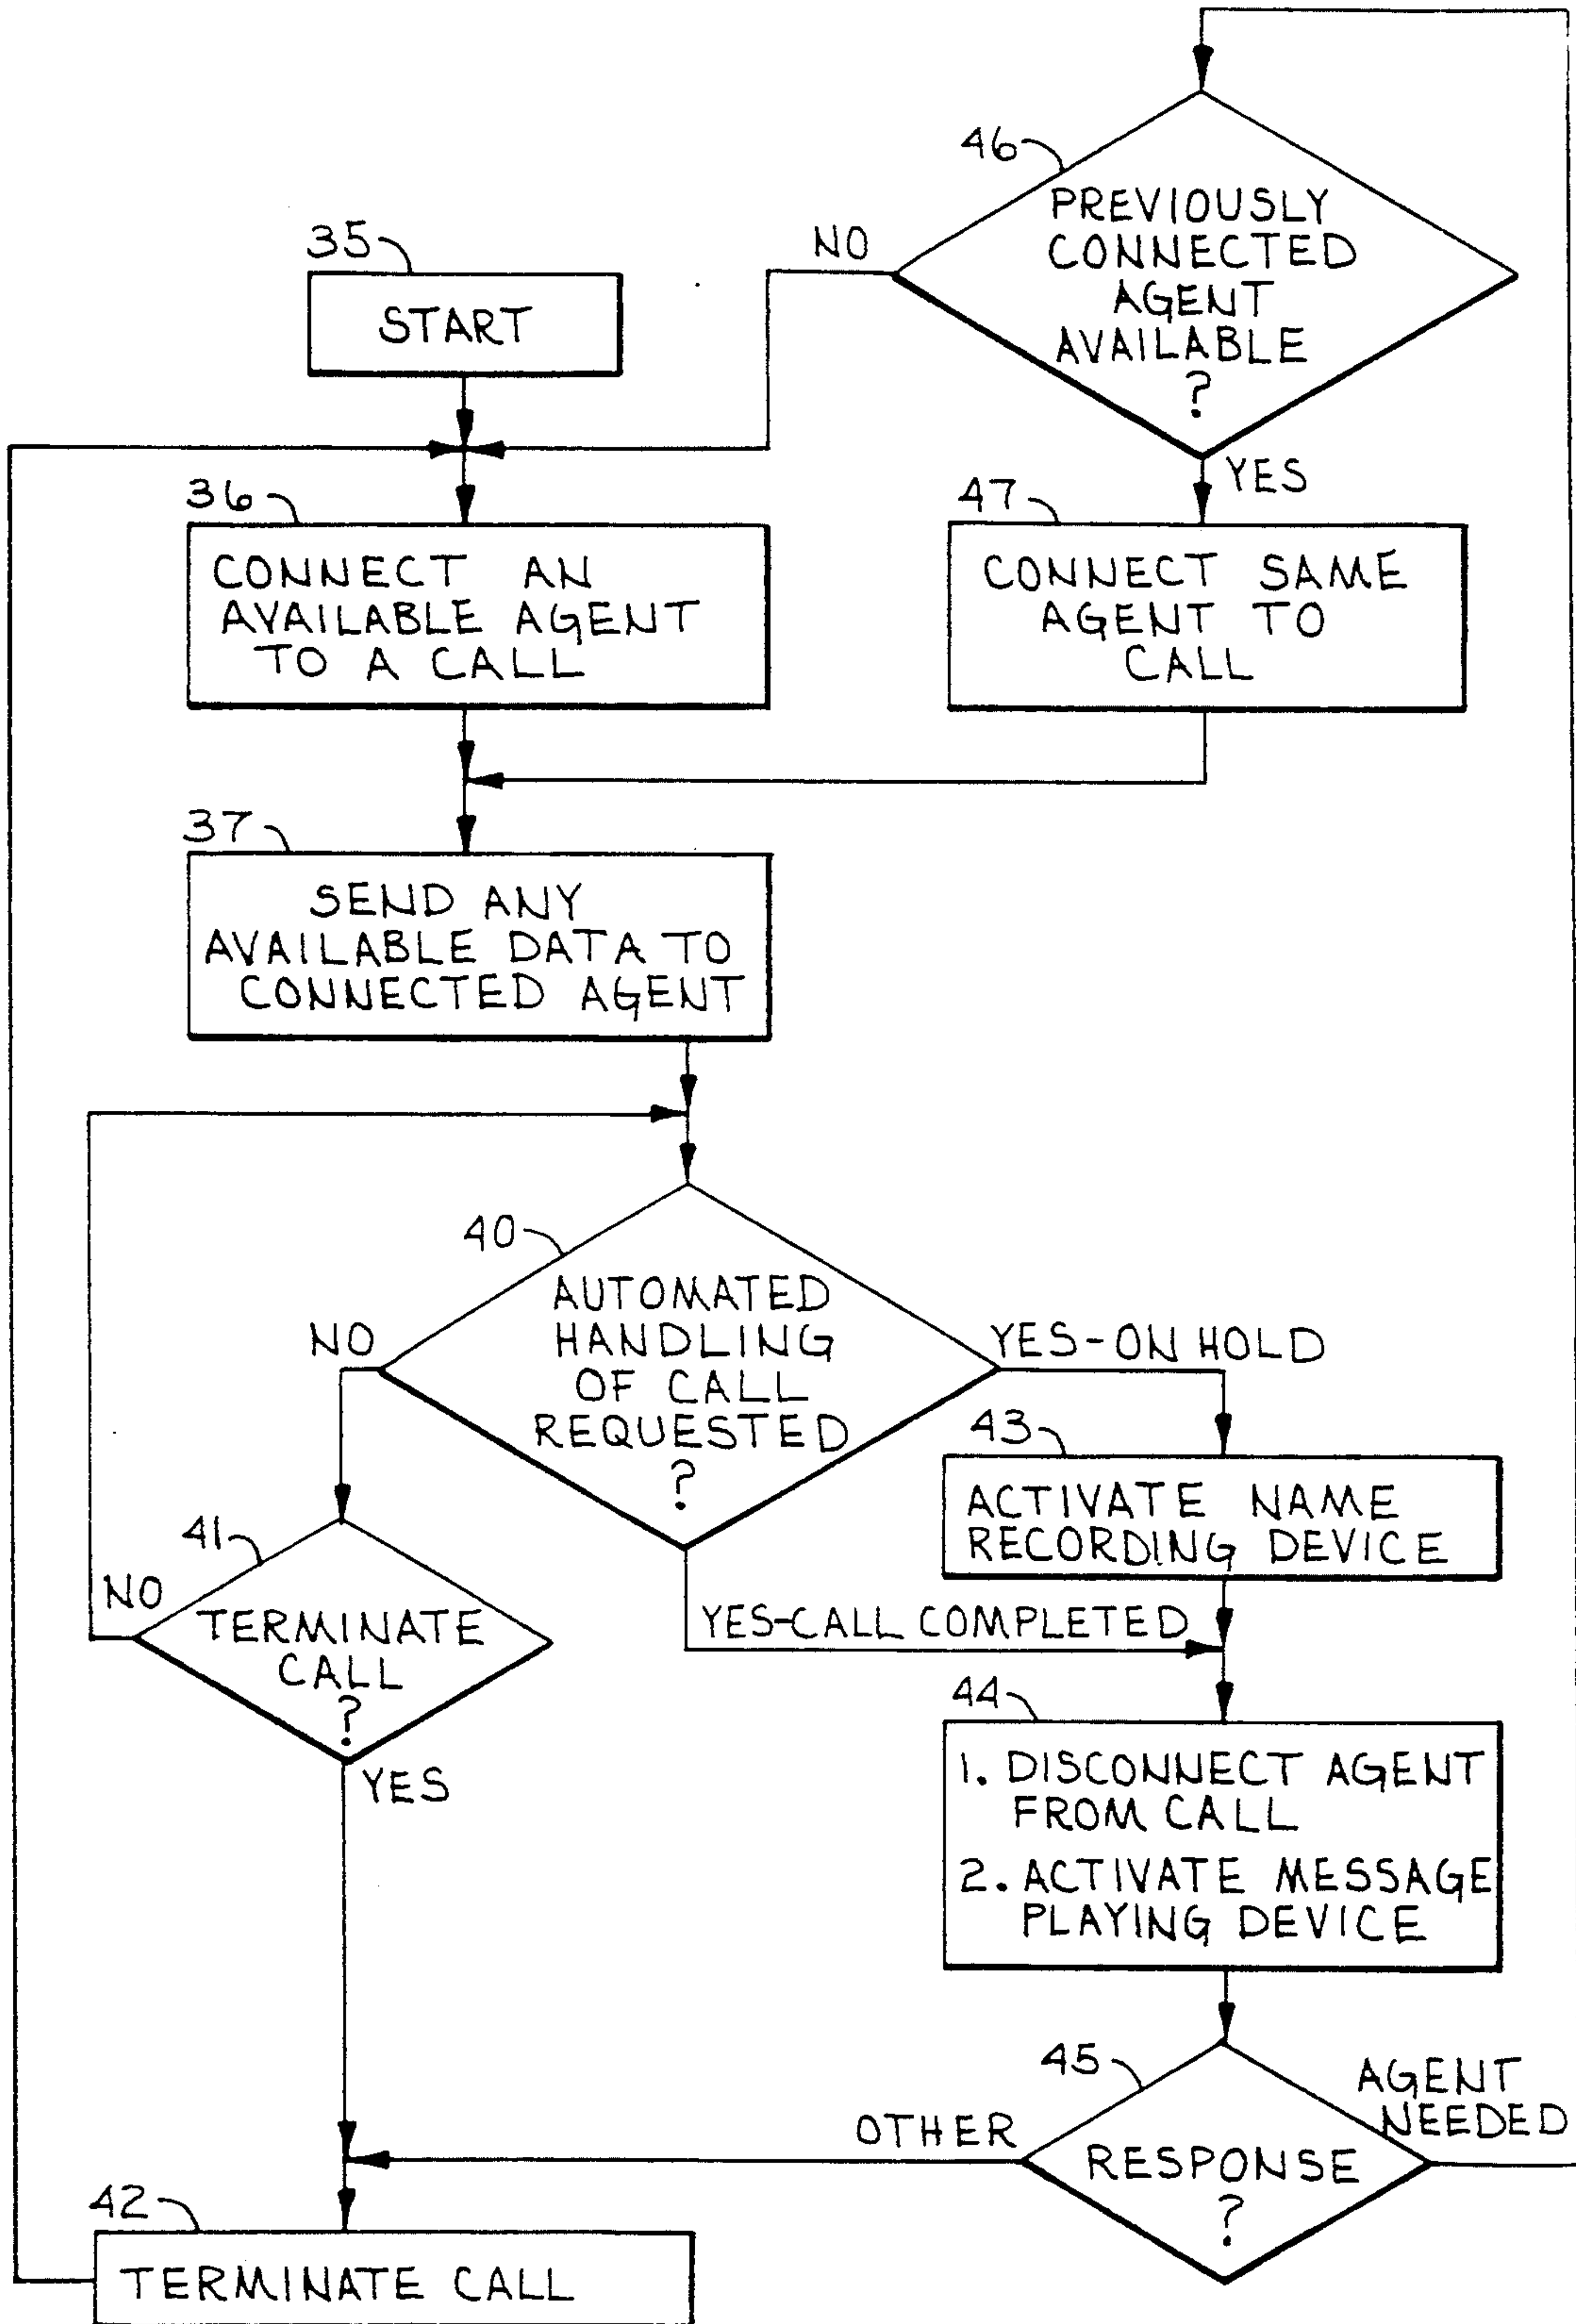 46
PREVIOUSLY
CONNECTED
AGENT
AVAILABLE
?
NO
YES
35
START
36
CONNECT AN
AVAILABLE AGENT
TO A CALL
47
CONNECT SAME
AGENT TO
CALL
37
SEND ANY
AVAILABLE DATA TO
CONNECTED AGENT
40
AUTOMATED
HANDLING
OF CALL
REQUESTED
?
NO
YES-ON HOLD
43
ACTIVATE NAME
RECORDING DEVICE
YES-CALL COMPLETED
41
NO
TERMINATE
CALL
?
YES
44
1. DISCONNECT AGENT
FROM CALL
2. ACTIVATE MESSAGE
PLAYING DEVICE
45
AGENT
NEEDED
OTHER
RESPONSE
?
42
TERMINATE CALL